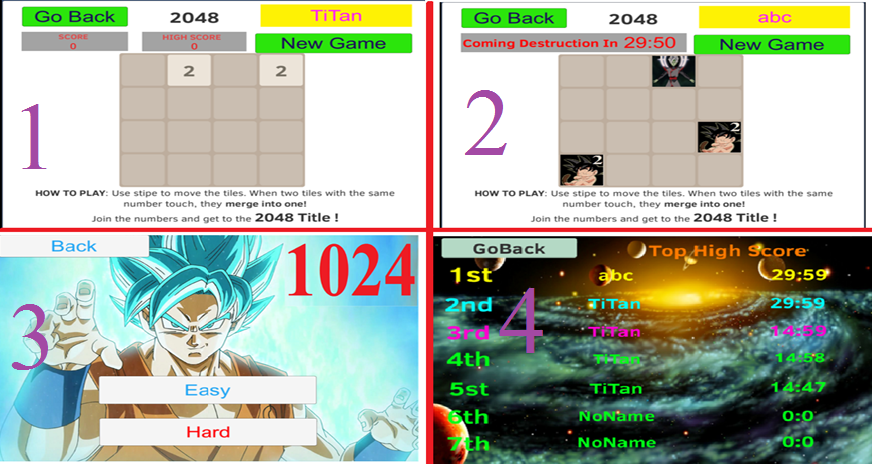 Go Back 2048 TiTan
SCORE
0
HIGH SCORE
0
New Game
2 2
1
HOW TO PLAY: Use stipe to move the tiles. When two tiles with the same
number touch, they merge into one!
Join the numbers and get to the 2048 Title !
Go Back 2048 abc
Coming Destruction In 29:50 New Game
2
2
2
HOW TO PLAY: Use stipe to move the tiles. When two tiles with the same
number touch, they merge into one!
Join the numbers and get to the 2048 Title !
Back
1024
3
Easy
Hard
GoBack Top High Score
1st abc 29:59
2nd TiTan 29:59
3rd TiTan 14:59
4
4th TiTan 14:58
5st TiTan 14:47
6th NoName 0:0
7th NoName 0:0